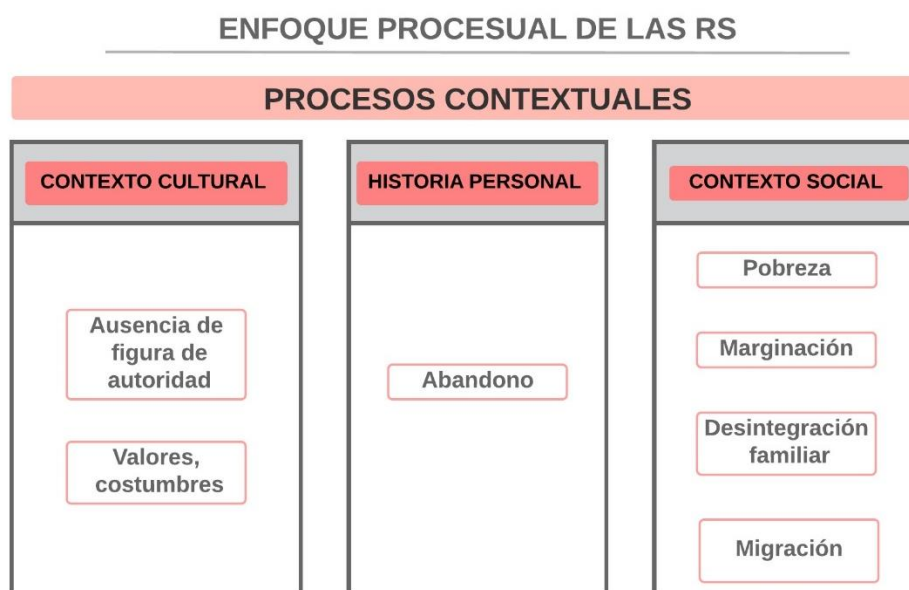 ENFOQUE PROCESUAL DE LAS RS
PROCESOS CONTEXTUALES
CONTEXTO CULTURAL
Ausencia de
figura de
autoridad
Valores,
costumbres
HISTORIA PERSONAL
Abandono
CONTEXTO SOCIAL
Pobreza
Marginación
Desintegración
familiar
Migración